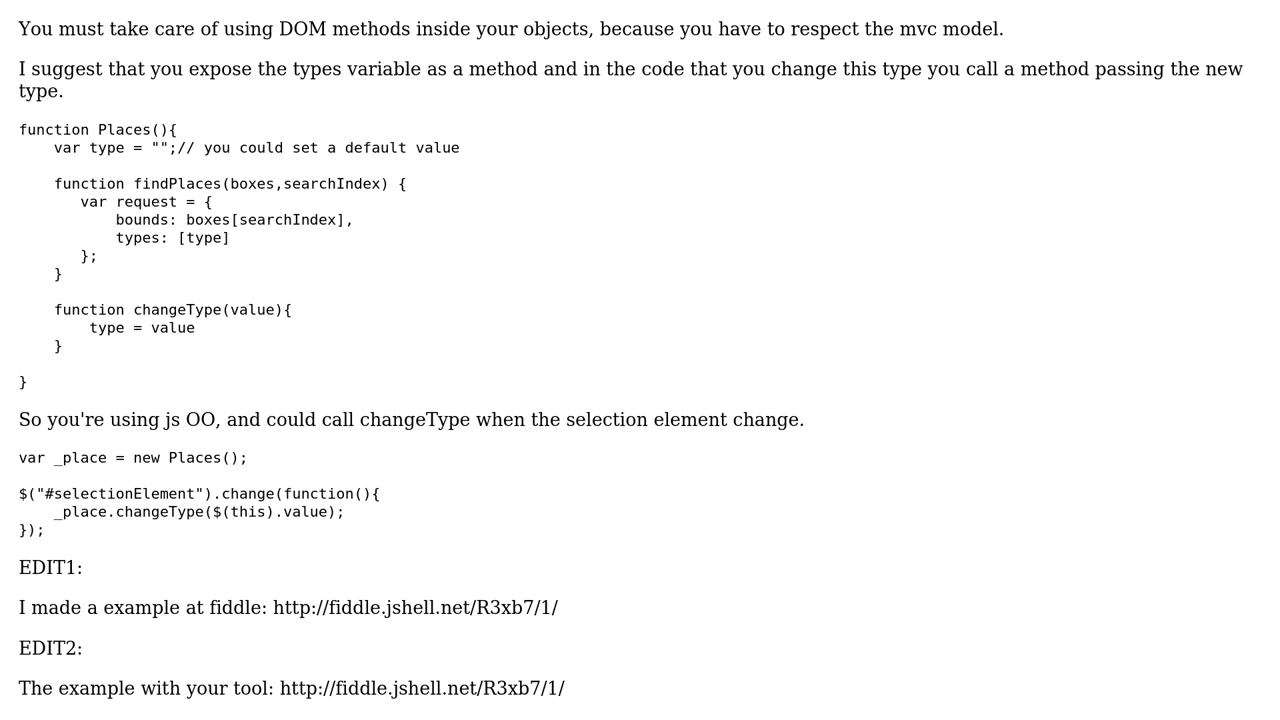 You must take care of using DOM methods inside your objects, because you have to respect the mvc model.
I suggest that you expose the types variable as a method and in the code that you change this type you call a method passing the new
type.
function Places(){
    var type = "";// you could set a default value
    function findPlaces(boxes,searchIndex) {
       var request = {
           bounds: boxes[searchIndex],
           types: [type]
       };
    }
    function changeType(value){
        type = value
    }
}
So you're using js OO, and could call changeType when the selection element change.
var _place = new Places();
$("#selectionElement").change(function(){
    _place.changeType($(this).value);
});
EDIT1:
I made a example at fiddle: http://fiddle.jshell.net/R3xb7/1/
EDIT2:
The example with your tool: http://fiddle.jshell.net/R3xb7/1/